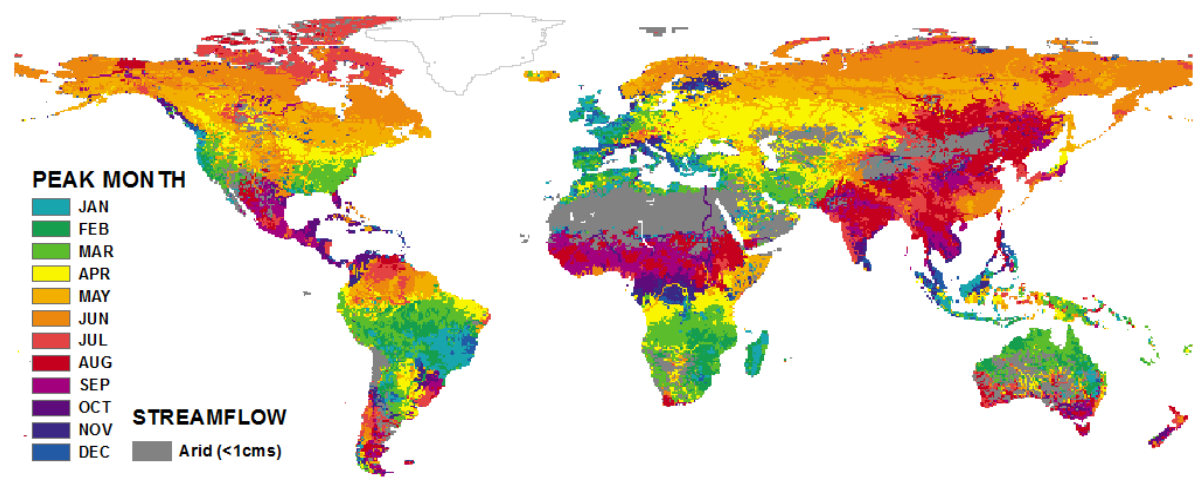 PEAK MONTH
JAN
FEB
MAR
APR
MAY
JUN
JUL
AUG
SEP
OCT
NOV
DEC
STREAMFLOW
Arid (<1cms)